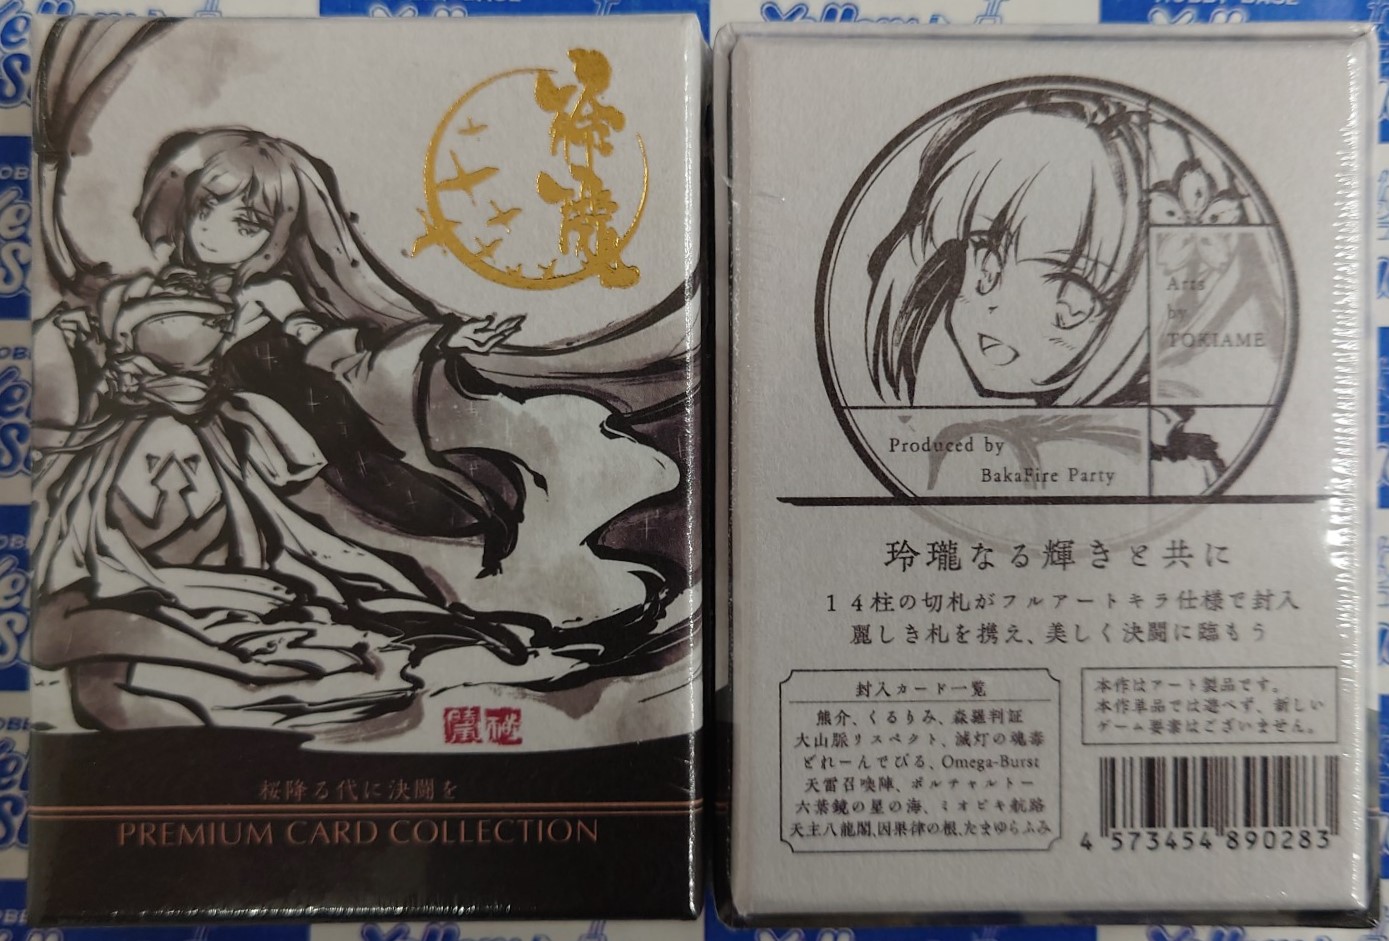 桜降る代に決闘を
PREMIUM CARD COLLECTION
Arts
by
TOKIAME
Produced by
BakaFire Party
玲瓏なる輝きと共に
14柱の切札がフルアートキラ仕様で封入
麗しき札を携え、美しく決闘に臨もう
封入カード一覧
熊介、くるりみ、森羅判証
大山脈リスペクト、滅灯の魂毒
どれーんでびる、Omega-Burst
天雷召喚陣、ポルチャルトー
六葉鏡の星の海、ミオビキ航路
天主八龍閣、因果律の根、たまゆらふみ
本作はアート製品です。
本作単品では遊べず、新しい
ゲーム要素はございません。
4 573454 890283